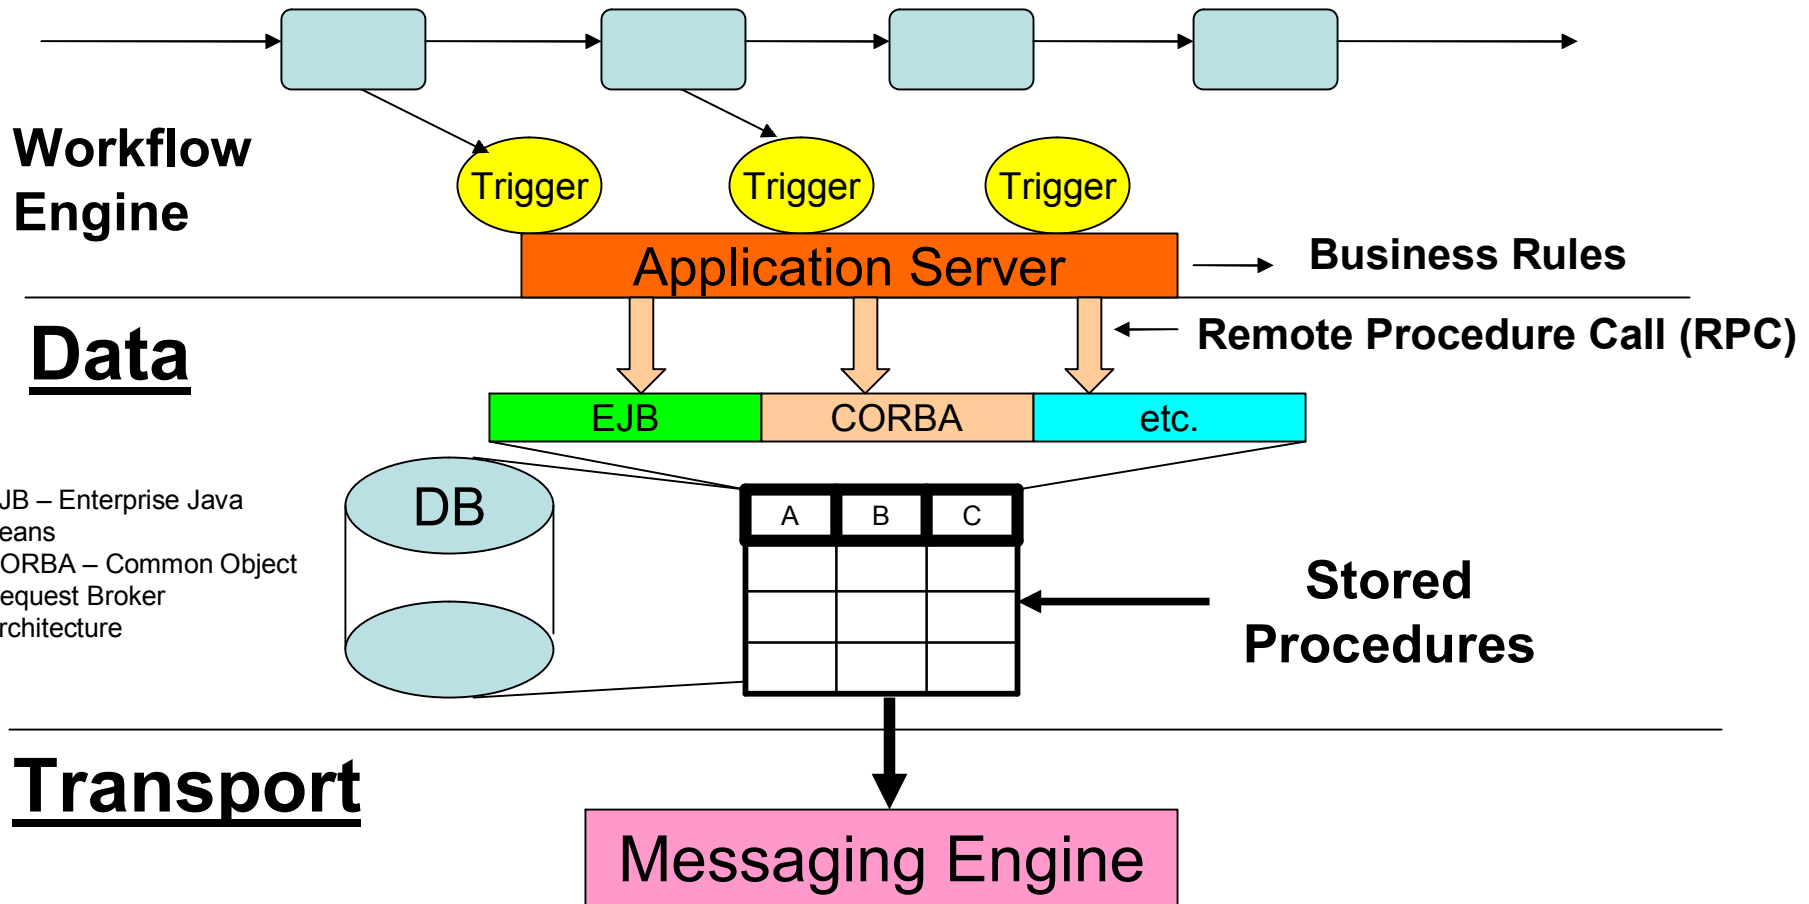 Workflow
Engine
Trigger
Trigger
Trigger
Application Server
Business Rules
Data
Remote Procedure Call (RPC)
EJB
CORBA
etc.
JB – Enterprise Java
eans
ORBA – Common Object
equest Broker
rchitecture
DB
A
B
C
Stored
Procedures
Transport
Messaging Engine